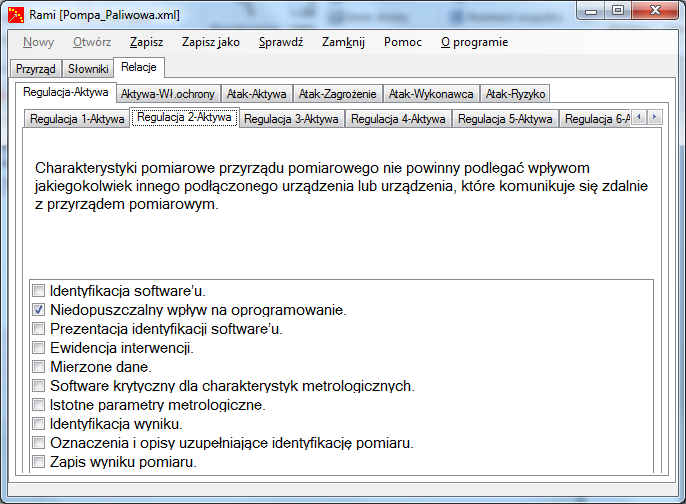 Rami [Pompa_Paliwowa.xml]
Nowy Otwórz Zapisz Zapisz jako Sprawdź Zamknij Pomoc O programie
Przyrząd Słowniki Relacje
Regulacja-Aktywa Aktywa-Wł.ochrony Atak-Aktywa Atak-Zagrożenie Atak-Wykonawca Atak-Ryzyko
Regulacja 1-Aktywa Regulacja 2-Aktywa Regulacja 3-Aktywa Regulacja 4-Aktywa Regulacja 5-Aktywa Regulacja 6-A
Charakterystyki pomiarowe przyrządu pomiarowego nie powinny podlegać wpływom
jakiegokolwiek innego podłączonego urządzenia lub urządzenia, które komunikuje się zdalnie
z przyrządem pomiarowym.
Identyfikacja software'u.
Niedopuszczalny wpływ na oprogramowanie.
Prezentacja identyfikacji software'u.
Ewidencja interwencji.
Mierzone dane.
Software krytyczny dla charakterystyk metrologicznych.
Istotne parametry metrologiczne.
Identyfikacja wyniku.
Oznaczenia i opisy uzupełniające identyfikację pomiaru.
Zapis wyniku pomiaru.